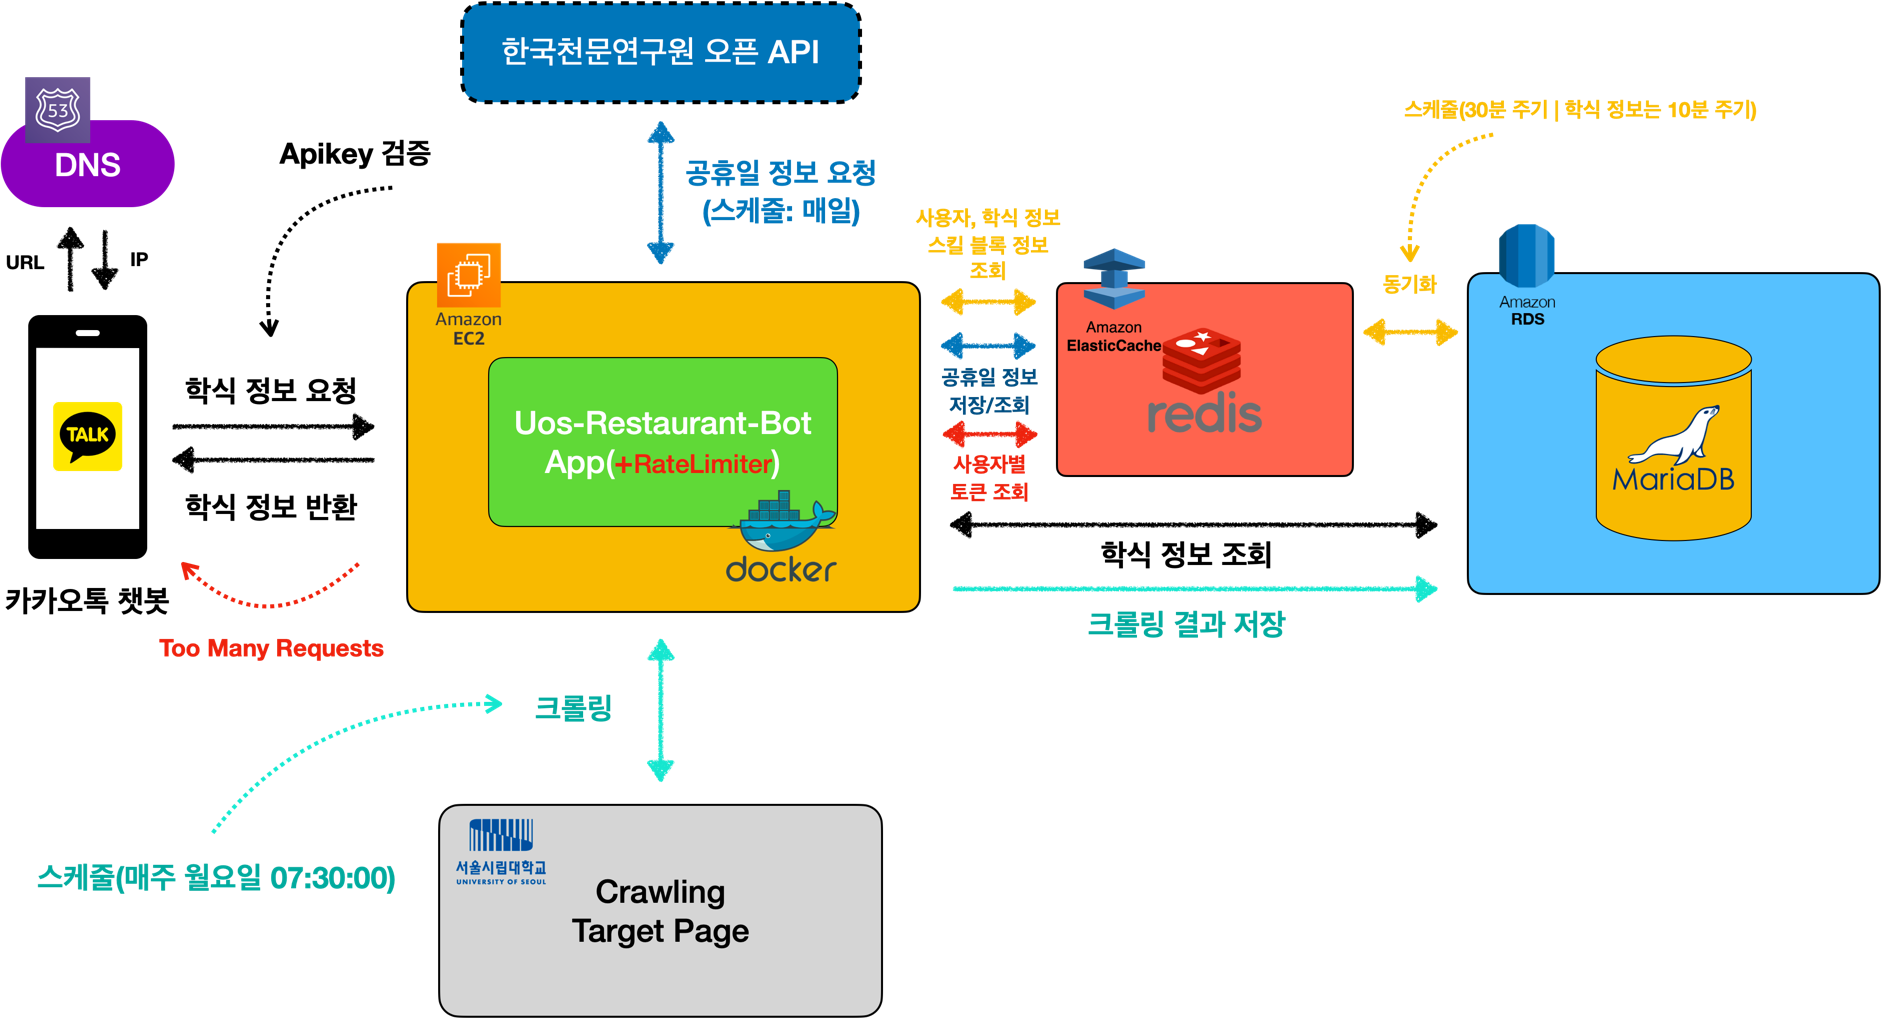 한국천문연구원 오픈 API
53
DNS
URL
IP
Apikey 검증
공휴일 정보 요청
(스케줄: 매일)
스케줄(30분 주기 | 학식 정보는 10분 주기)
사용자, 학식 정보
스킬 블록 정보
조회
동기화
Amazon
EC2
Amazon
ElasticCache
redis
Amazon
RDS
MariaDB
TALK
학식 정보 요청
학식 정보 반환
카카오톡 챗봇
Too Many Requests
Uos-Restaurant-Bot
App(+RateLimiter)
docker
공휴일 정보
저장/조회
사용자별
토큰 조회
학식 정보 조회
크롤링 결과 저장
크롤링
스케줄(매주 월요일 07:30:00)
서울시립대학교
UNIVERSITY OF SEOUL
Crawling
Target Page